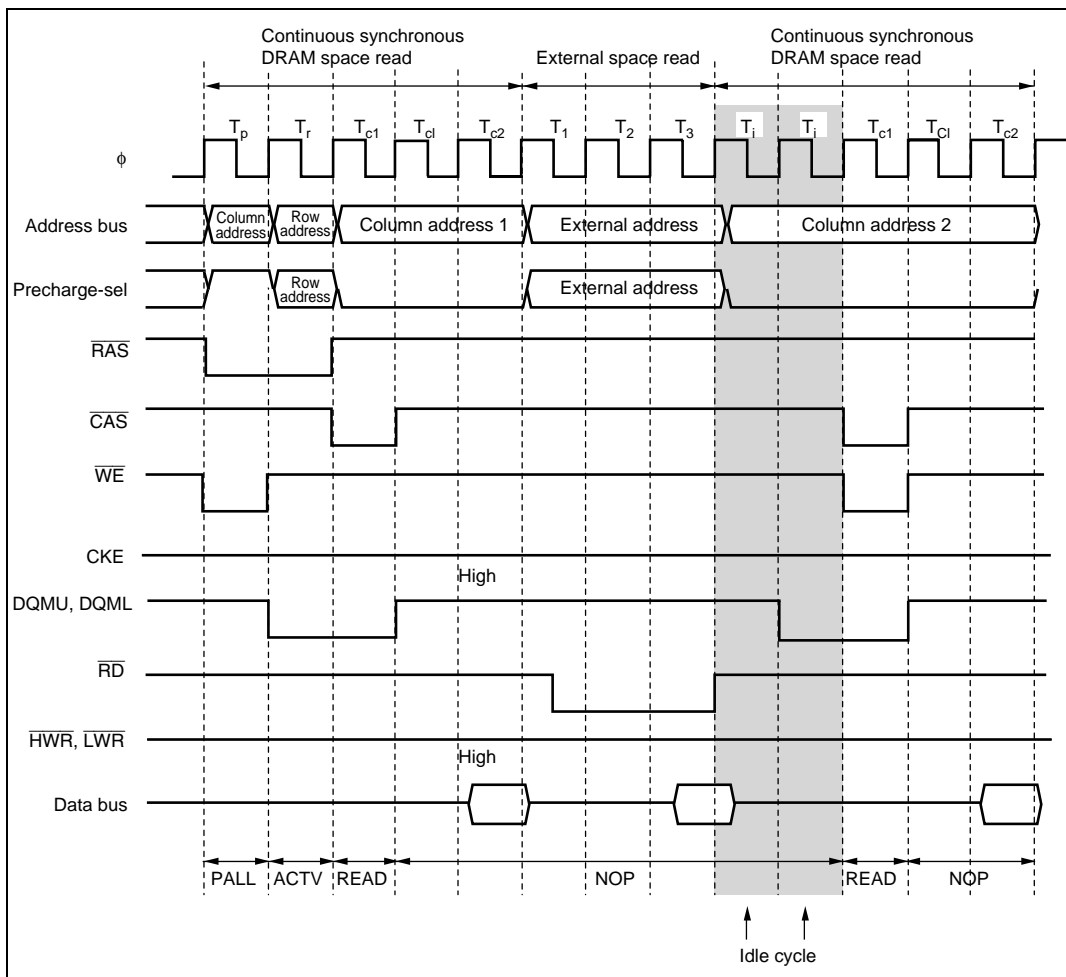 Continuous synchronous
DRAM space read
External space read
Continuous synchronous
DRAM space read
Tp Tr Tc1 Tcl Tc2 T1 T2 T3 Ti Ti Tc1 TCl Tc2
ϕ
Address bus
Column
address
Row
address
Column address 1
External address
Column address 2
Precharge-sel
Row
address
External address
RAS
CAS
WE
CKE
High
DQMU, DQML
RD
HWR, LWR
High
Data bus
PALL ACTV READ NOP READ NOP
Idle cycle